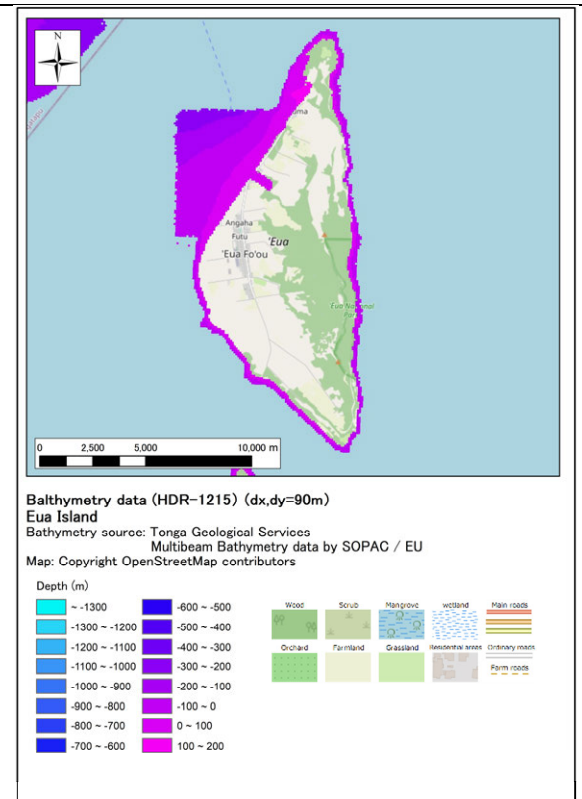 N
uma
Angaha
Futu
'Eua
'Eua Fo'ou
Eua National
0 2,500 5,000 10,000 m
Balthymetry data (HDR-1215) (dx,dy=90m)
Eua Island
Bathymetry source: Tonga Geological Services
Multibeam Bathymetry data by SOPAC / EU
Map: Copyright OpenStreetMap contributors
Depth (m)
~ -1300
-1300 ~ -1200
-1200 ~ -1100
-1100 ~ -1000
-1000 ~ -900
-900 ~ -800
-800 ~ -700
-700 ~ -600
-600 ~ -500
-500 ~ -400
-400 ~ -300
-300 ~ -200
-200 ~ -100
-100 ~ 0
0 ~ 100
100 ~ 200
Wood Scrub Mangrove wetland Main roads
Orchard Farmland Grassland Residential areas Ordinary roads
Farm roads